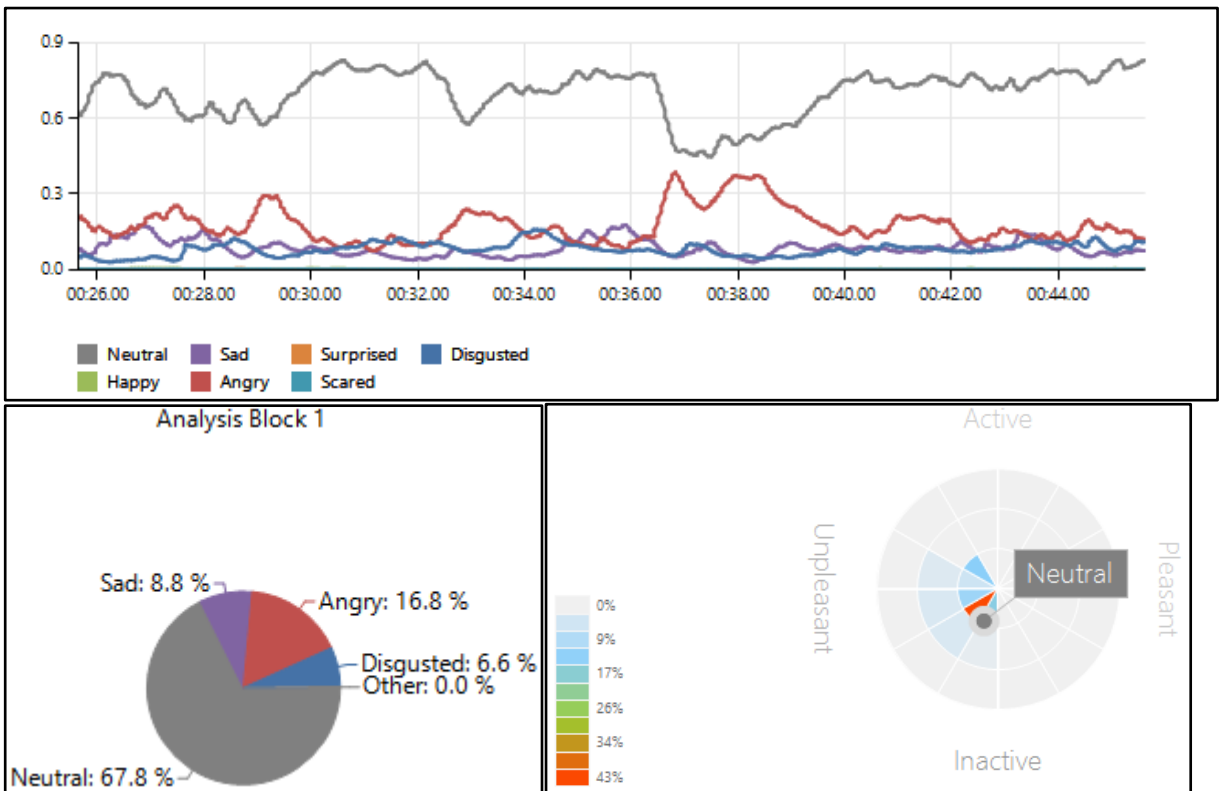 0.9
0.6
0.3
0.0
00:26.00 00:28.00 00:30.00 00:32.00 00:34.00 00:36.00 00:38.00 00:40.00 00:42.00 00:44.00
Neutral Sad Surprised Disgusted
Happy Angry Scared
Analysis Block 1
Sad: 8.8 %
Angry: 16.8 %
Disgusted: 6.6 %
Other: 0.0 %
Neutral: 67.8 %
Active
Unpleasant
Neutral
Pleasant
Inactive
0%
9%
17%
26%
34%
43%